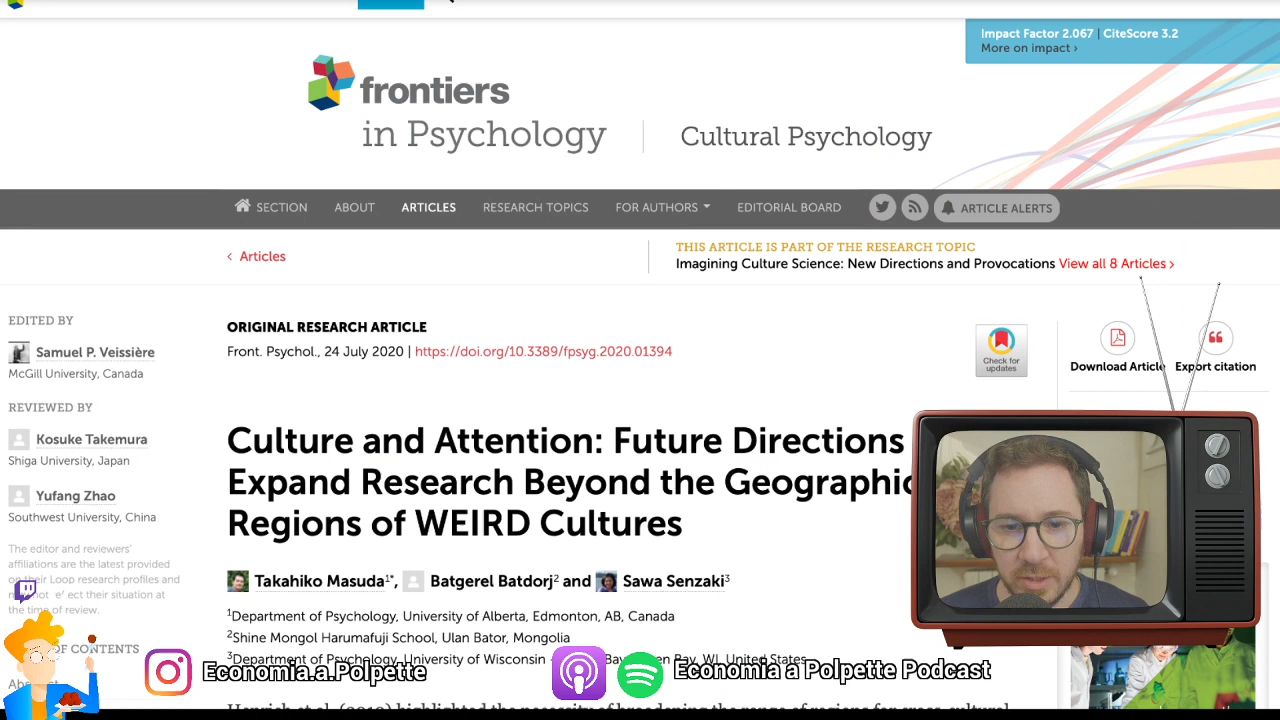 Impact Factor 2.067 | CiteScore 3.2
More on impact ›
frontiers
in Psychology
Cultural Psychology
SECTION
ABOUT
ARTICLES
RESEARCH TOPICS
FOR AUTHORS
EDITORIAL BOARD
ARTICLE ALERTS
‹ Articles
THIS ARTICLE IS PART OF THE RESEARCH TOPIC
Imagining Culture Science: New Directions and Provocations View all 8 Articles ›
EDITED BY
Samuel P. Veissière
McGill University, Canada
REVIEWED BY
Kosuke Takemura
Shiga University, Japan
Yufang Zhao
Southwest University, China
The editor and reviewers'
affiliations are the latest provided
on their Loop research profiles and
not situation at
the time of review.
OF CONTENTS
ORIGINAL RESEARCH ARTICLE
Front. Psychol., 24 July 2020 | https://doi.org/10.3389/fpsyg.2020.01394
Check for
updates
Download Article
Export citation
Culture and Attention: Future Directions
Expand Research Beyond the Geographic
Regions of WEIRD Cultures
Takahiko Masuda1*, Batgerel Batdorj2 and Sawa Senzaki3
1Department of Psychology, University of Alberta, Edmonton, AB, Canada
2Shine Mongol Harumafuji School, Ulan Bator, Mongolia
3Department of Psychology, University of Wisconsin Bay, WI, United States
Economia.a.Polpette
Economia a Polpette Podcast